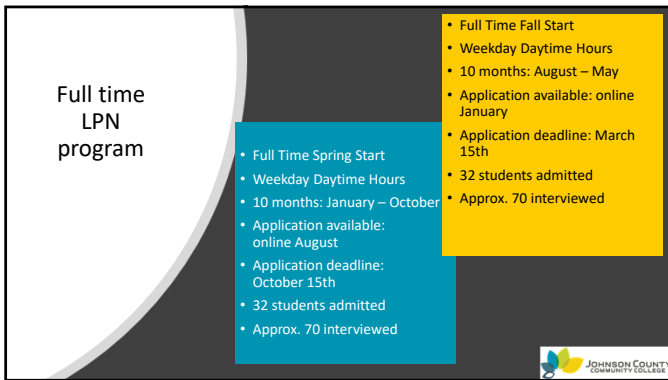 Full time
LPN
program
• Full Time Spring Start
• Weekday Daytime Hours
• 10 months: January – October
• Application available:
online August
• Application deadline:
October 15th
• 32 students admitted
• Approx. 70 interviewed
• Full Time Fall Start
• Weekday Daytime Hours
• 10 months: August – May
• Application available: online
January
• Application deadline: March
15th
• 32 students admitted
• Approx. 70 interviewed
JOHNSON COUNTY
COMMUNITY COLLEGE